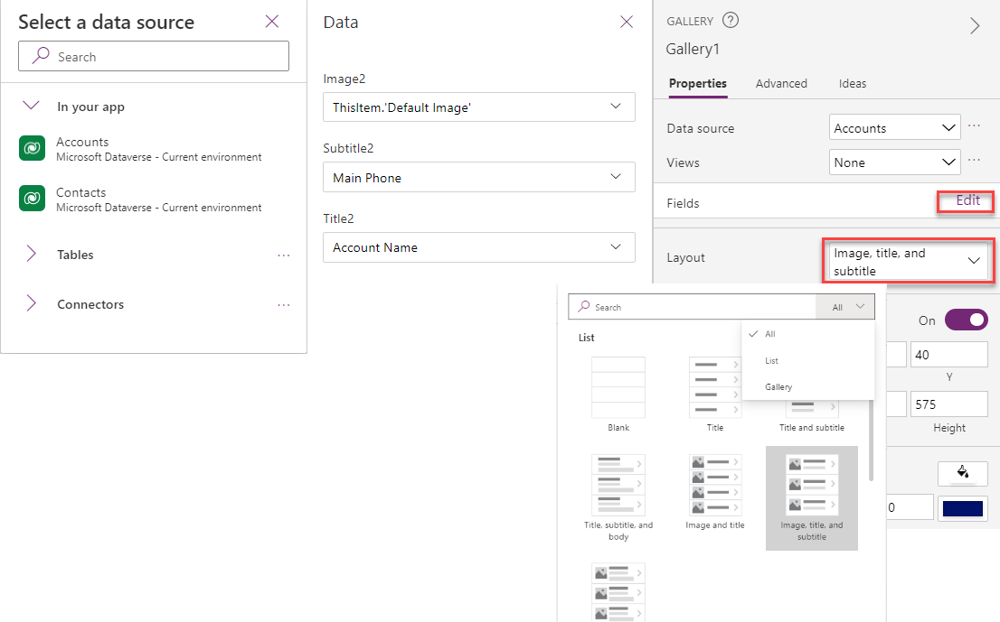 Select a data source
Search
In your app
Accounts
Microsoft Dataverse - Current environment
Contacts
Microsoft Dataverse - Current environment
Tables
Connectors
Data
Image2
ThisItem.'Default Image'
Subtitle2
Main Phone
Title2
Account Name
GALLERY ?
Gallery1
Properties Advanced Ideas
Data source Accounts
Views None
Fields Edit
Layout Image, title, and
subtitle
On
40
Y
575
Height
0
Search All
All
List
Gallery
List
Blank Title Title and subtitle
Title, subtitle, and
body
Image and title
Image, title, and
subtitle